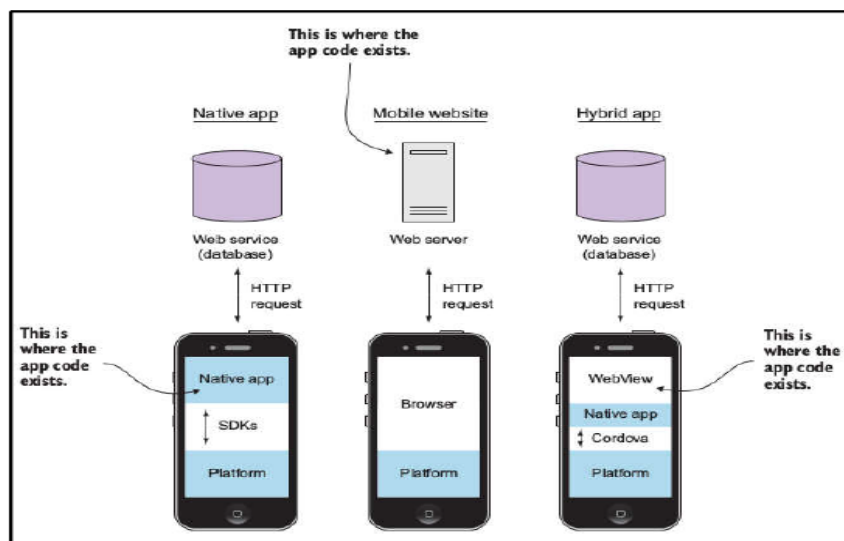 This is where the
app code exists.
Native app
Mobile website
Hybrid app
Web service
(database)
Web server
Web service
(database)
HTTP
request
HTTP
request
HTTP
request
This is
where the
app code
exists.
This is
where the
app code
exists.
Native app
SDKs
Platform
Browser
Platform
WebView
Native app
Cordova
Platform